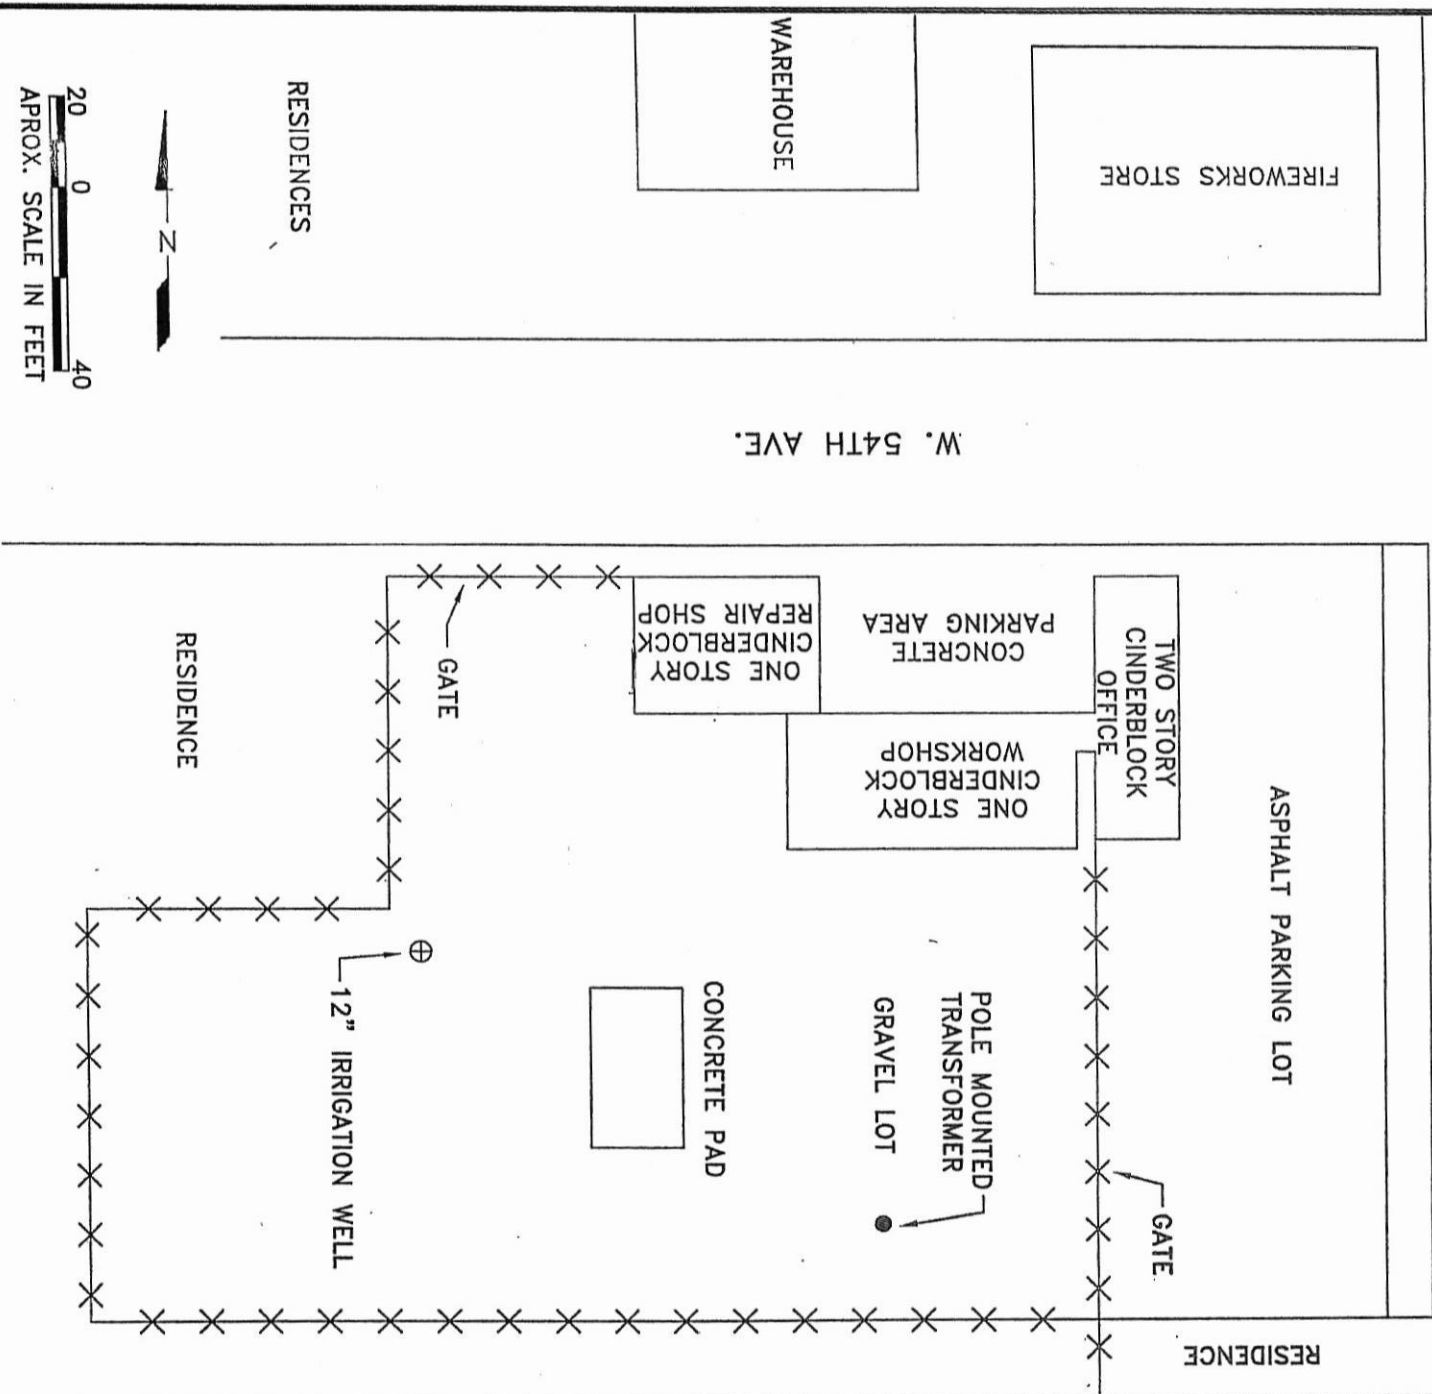 WAREHOUSE
FIREWORKS STORE
RESIDENCES
N
20 0 40
APROX. SCALE IN FEET
W. 54TH AVE.
RESIDENCE
GATE
ONE STORY
CINDERBLOCK
REPAIR SHOP
CONCRETE
PARKING AREA
TWO STORY
CINDERBLOCK
OFFICE
ONE STORY
CINDERBLOCK
WORKSHOP
ASPHALT PARKING LOT
12" IRRIGATION WELL
CONCRETE PAD
GRAVEL LOT
POLE MOUNTED
TRANSFORMER
GATE
RESIDENCE